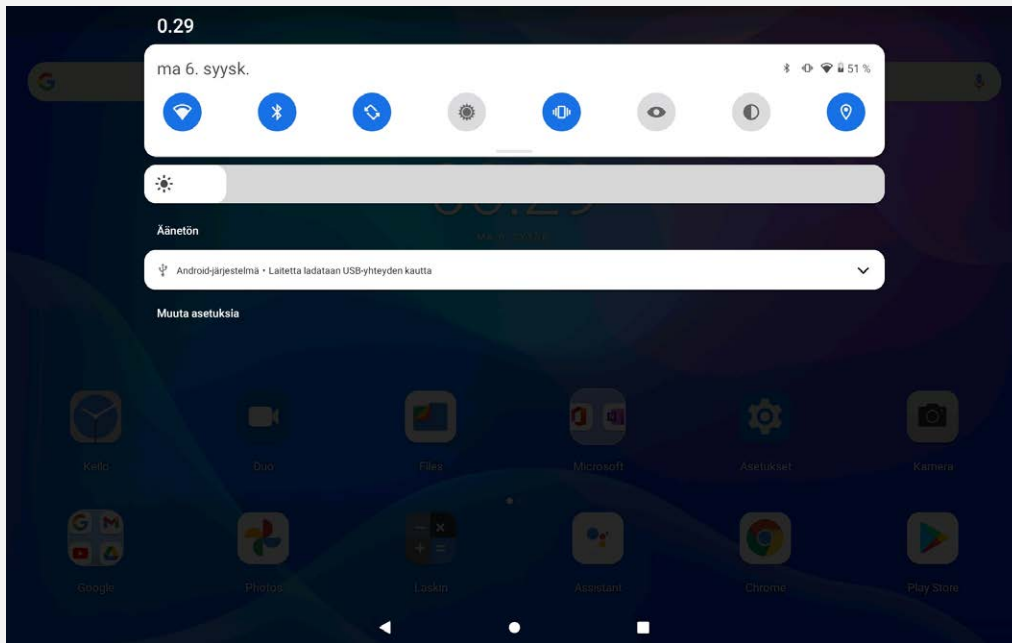 0.29
ma 6. syysk.
51 %
Äänetön
Android-järjestelmä • Laitetta ladataan USB-yhteyden kautta
Muuta asetuksia
Kello
Duo
Files
Microsoft
Asetukset
Kamera
Google
Photos
Laskin
Assistant
Chrome
Play Store